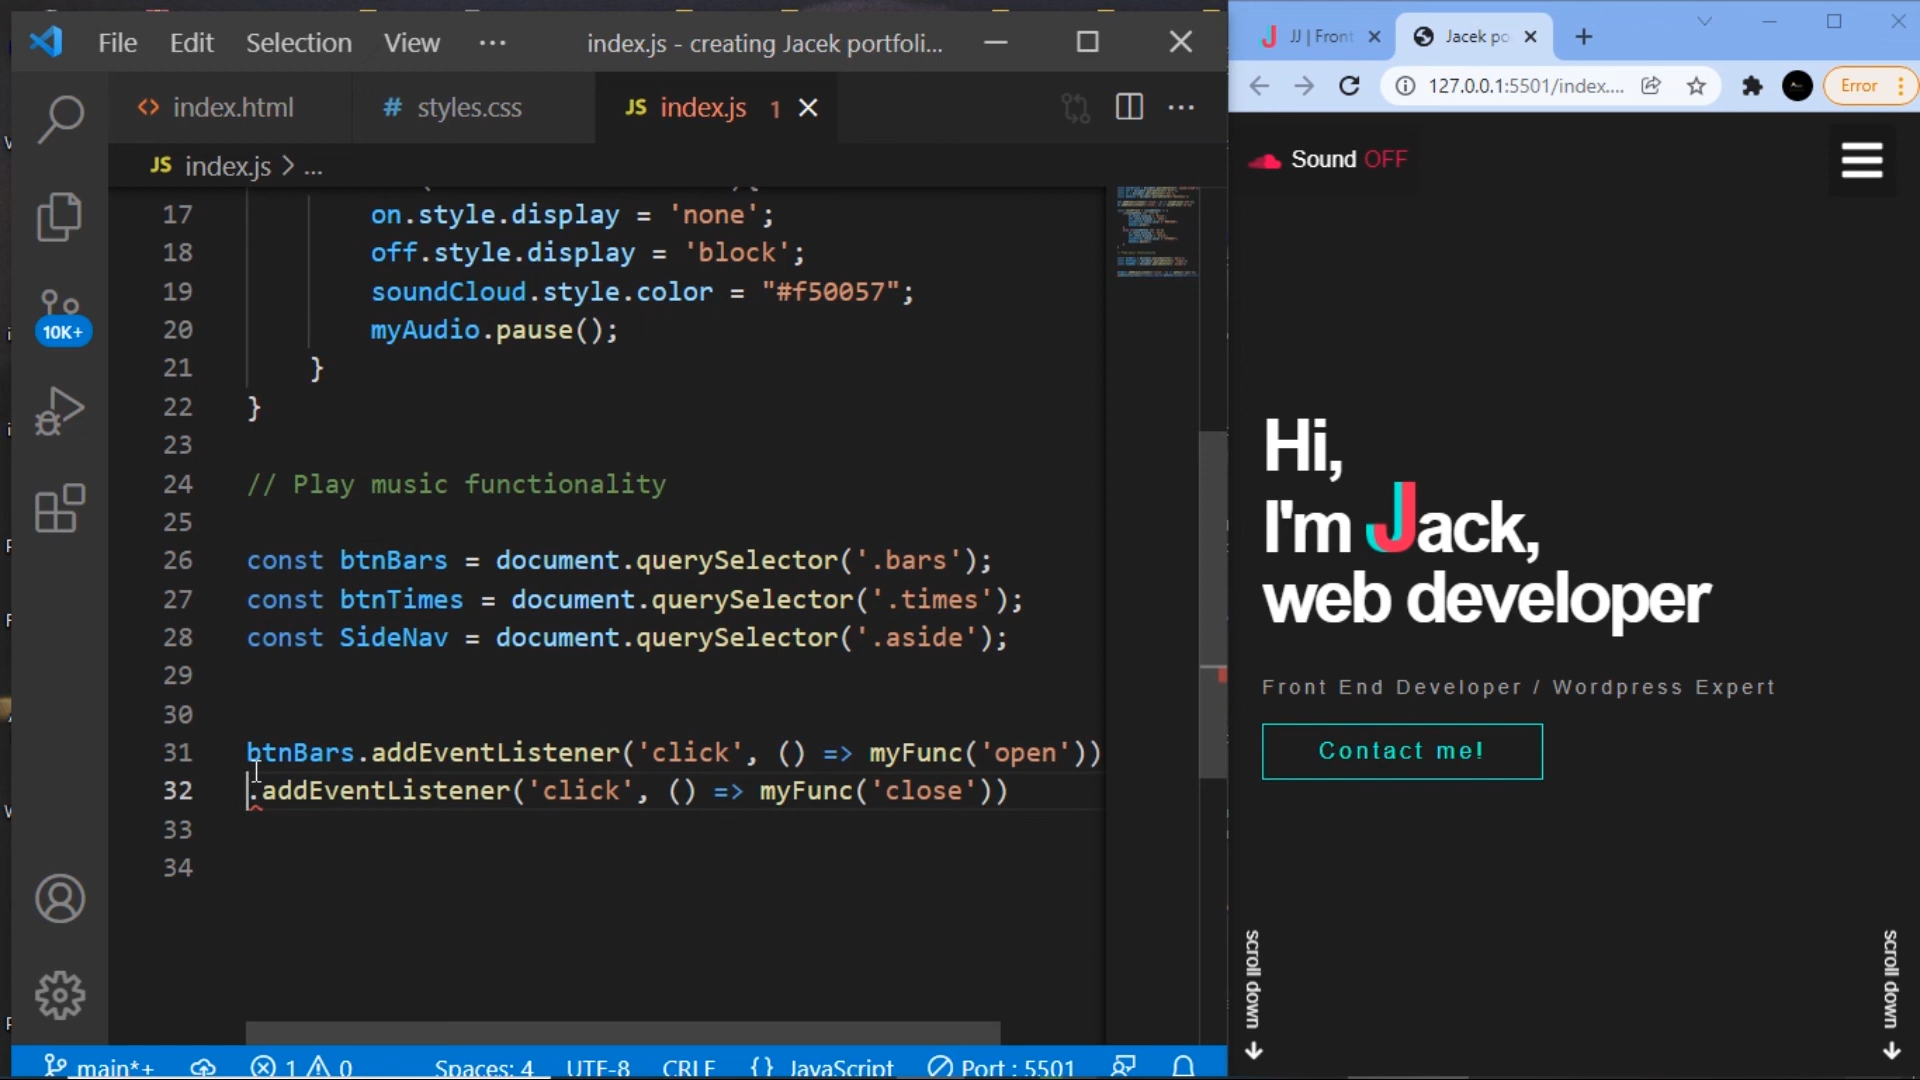 File Edit Selection View ··· index.js - creating Jacek portfoli...
index.html
styles.css
JS index.js 1
JS index.js > ...
17 on.style.display = 'none';
18 off.style.display = 'block';
19 soundCloud.style.color = "#f50057";
20 myAudio.pause();
21 }
22 }
23
24 // Play music functionality
25
26 const btnBars = document.querySelector('.bars');
27 const btnTimes = document.querySelector('.times');
28 const SideNav = document.querySelector('.aside');
29
30
31 btnBars.addEventListener('click', () => myFunc('open'))
32 .addEventListener('click', () => myFunc('close'))
33
34
10K+
main*+ 1 0 Spaces: 4 UTF-8 CRLF {} JavaScript Port : 5501
JJ | Front
Jacek po
127.0.0.1:5501/index....
Error
Sound OFF
Hi,
I'm Jack,
web developer
Front End Developer / Wordpress Expert
Contact me!
scroll down
scroll down